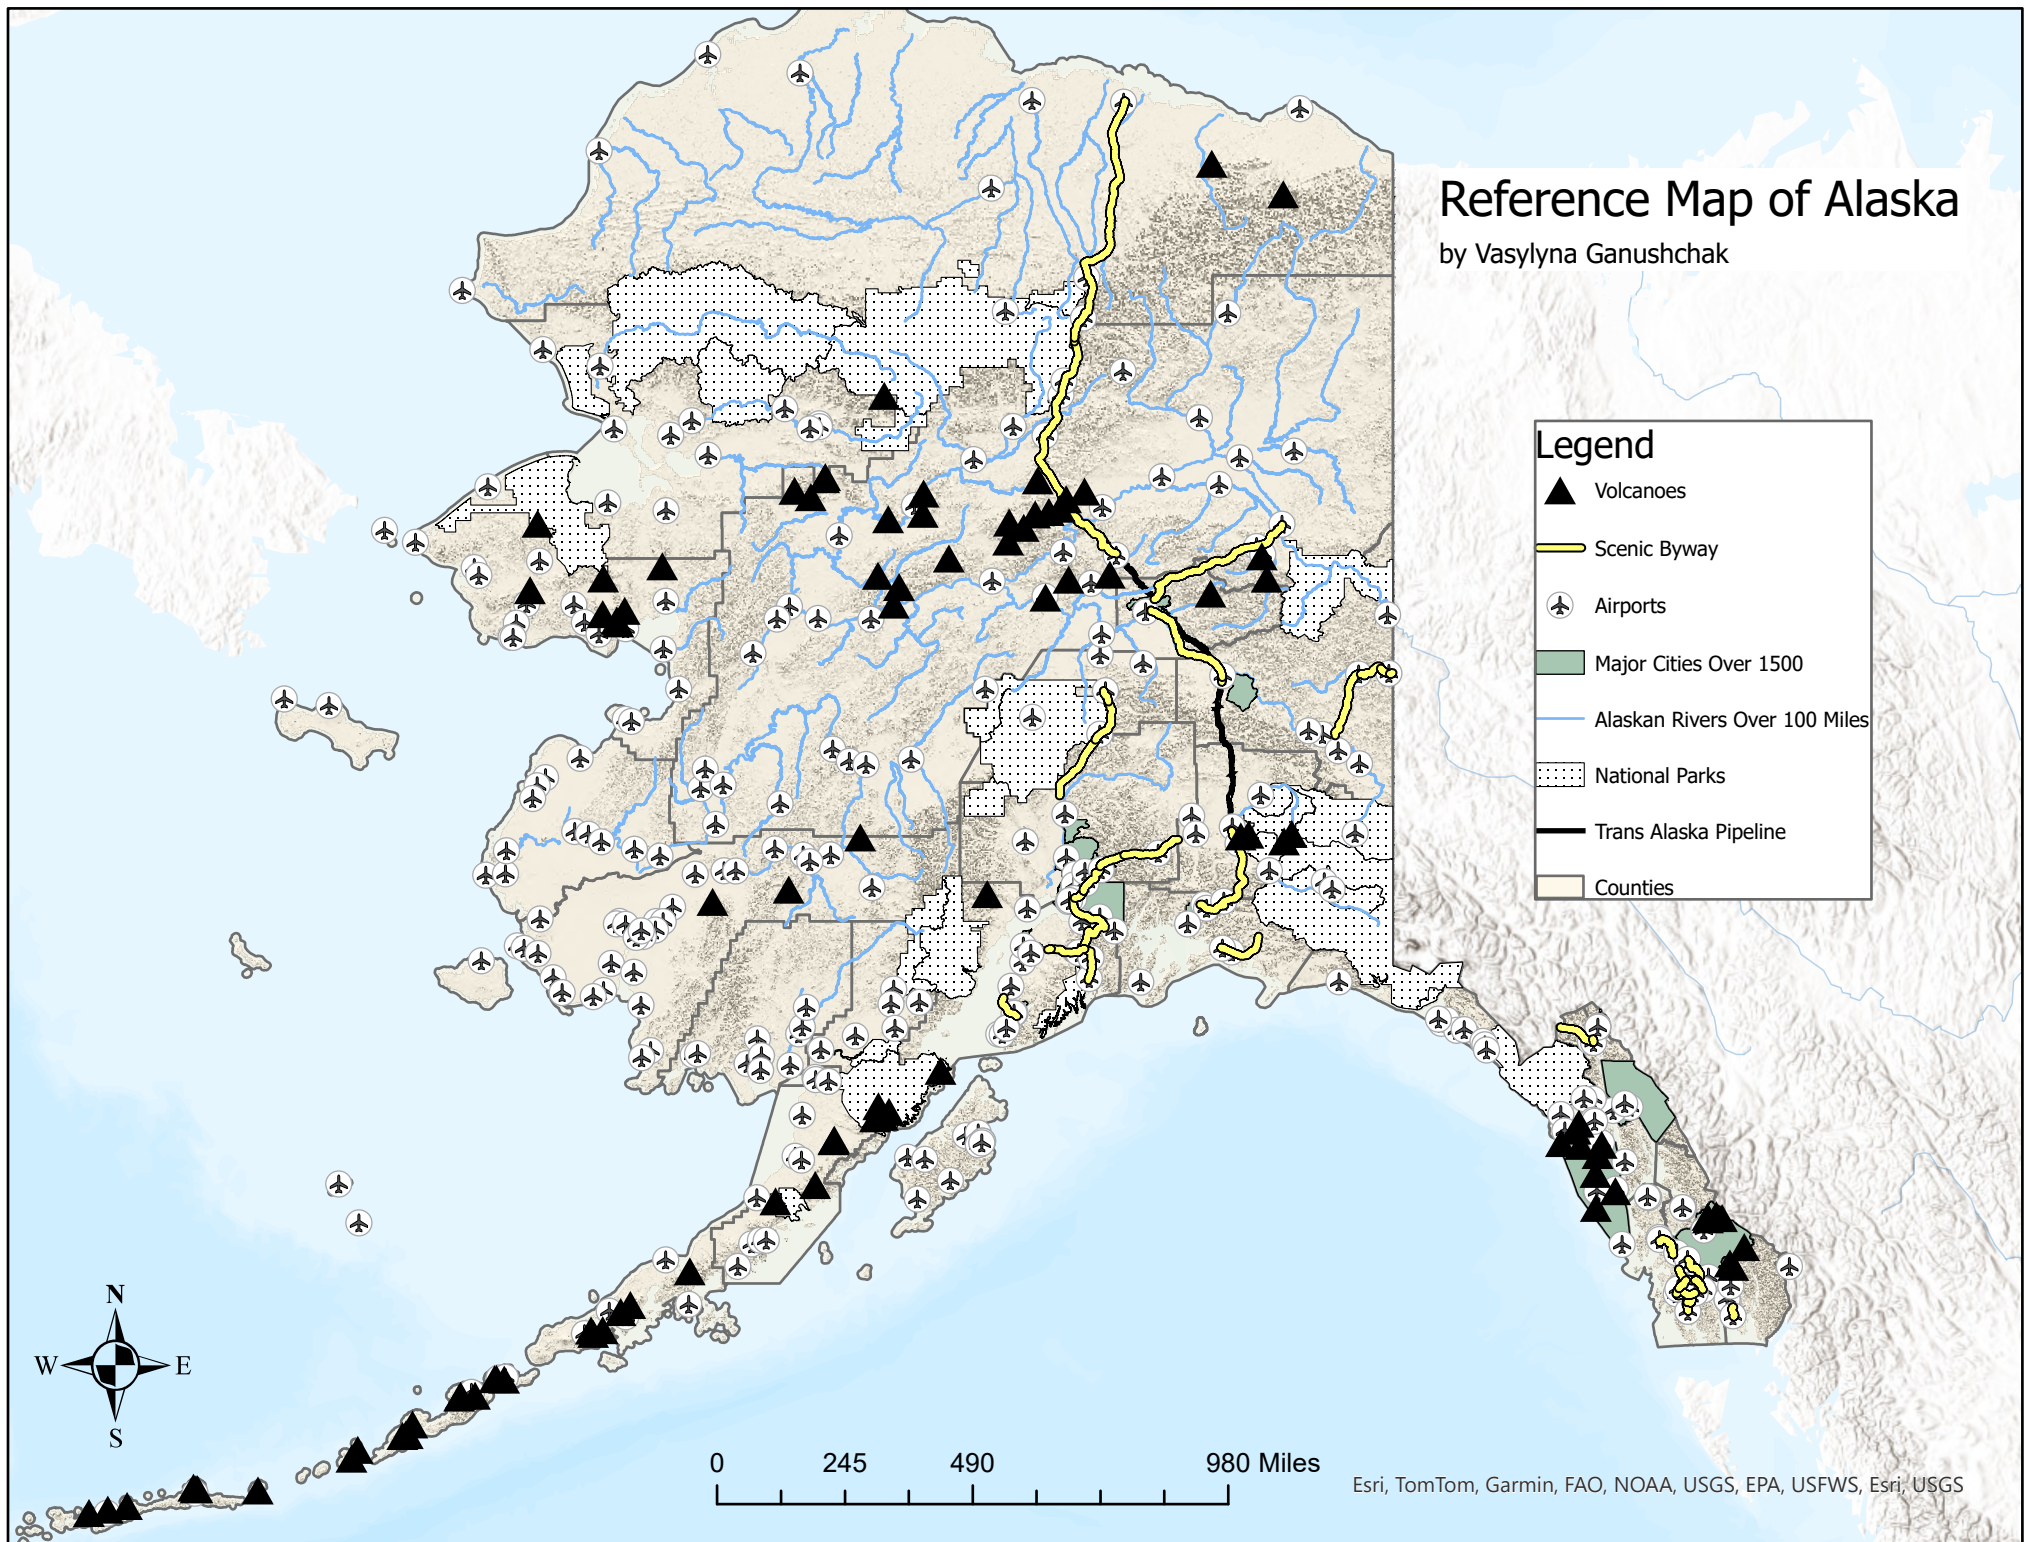 Reference Map of Alaska
by Vasylyna Ganushchak
Legend
Volcanoes
Scenic Byway
Airports
Major Cities Over 1500
Alaskan Rivers Over 100 Miles
National Parks
Trans Alaska Pipeline
Counties
N
W E
S
0 245 490 980 Miles
Esri, TomTom, Garmin, FAO, NOAA, USGS, EPA, USFWS, Esri, USGS